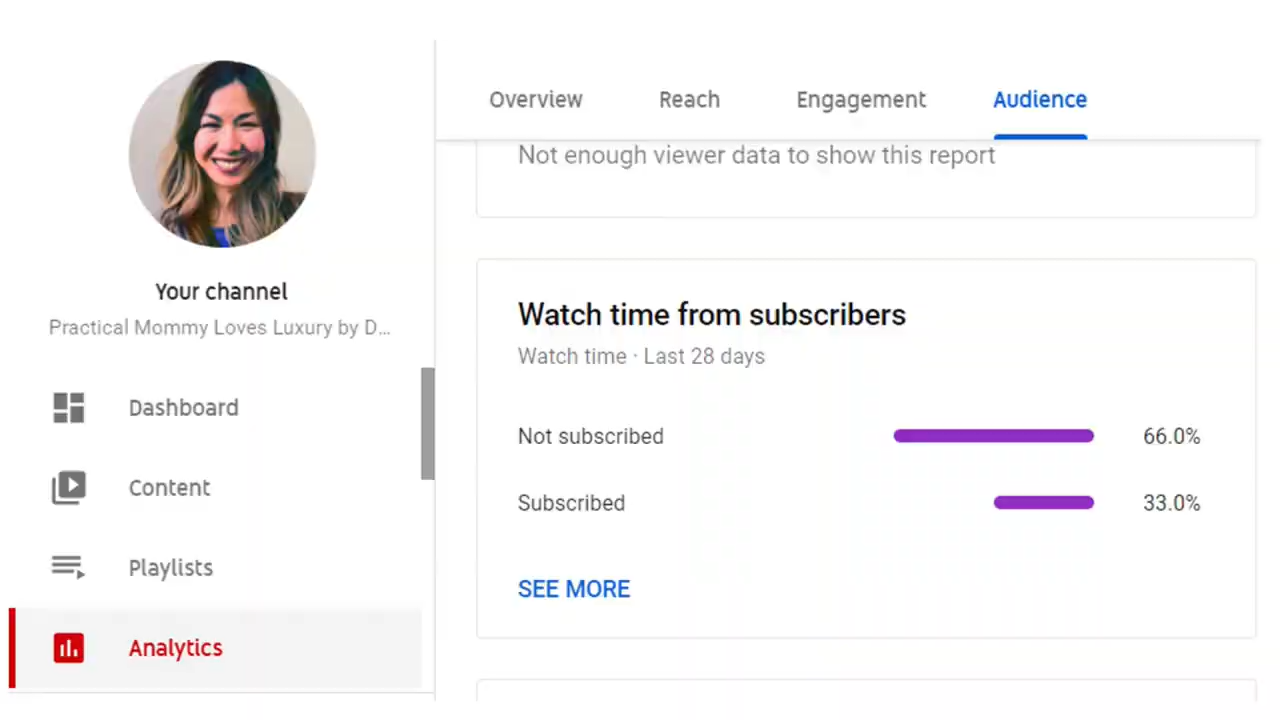 Your channel
Practical Mommy Loves Luxury by D...
Dashboard
Content
Playlists
Analytics
Overview Reach Engagement Audience
Not enough viewer data to show this report
Watch time from subscribers
Watch time · Last 28 days
Not subscribed 66.0%
Subscribed 33.0%
SEE MORE